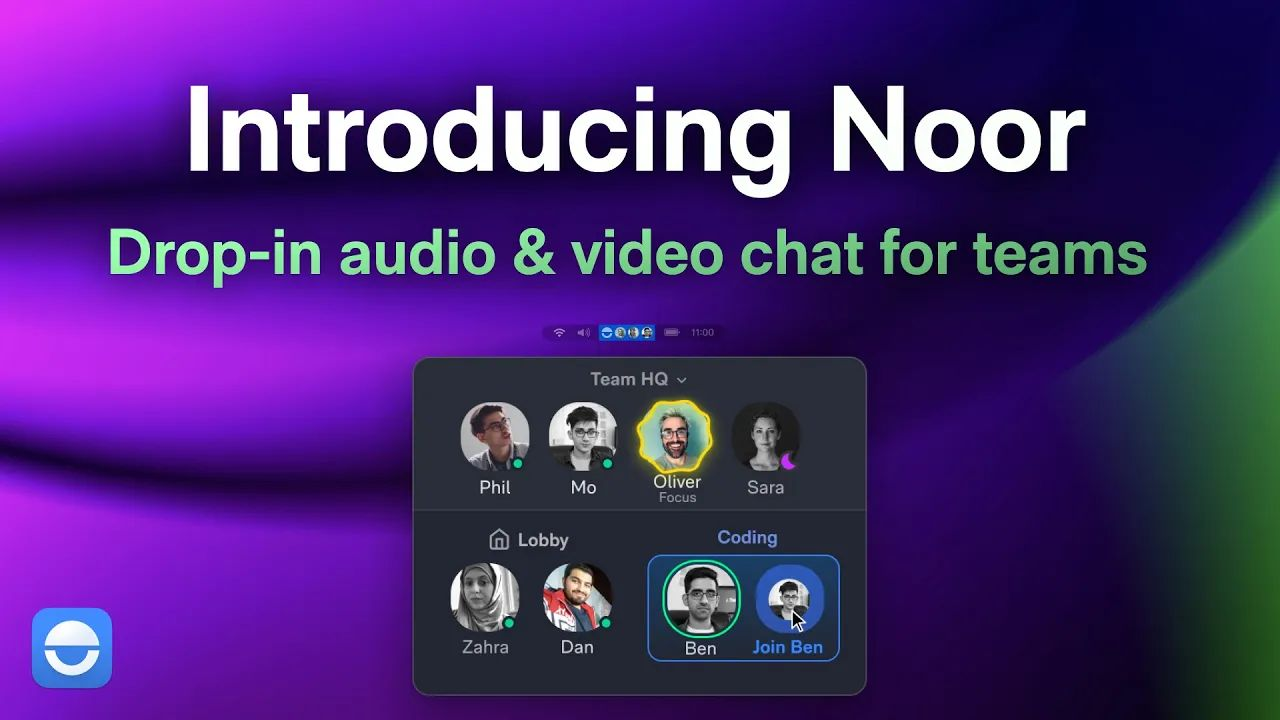 Introducing Noor
Drop-in audio & video chat for teams
11:00
Team HQ
Phil Mo Oliver Sara
Focus
Lobby Coding
Zahra Dan Ben Join Ben